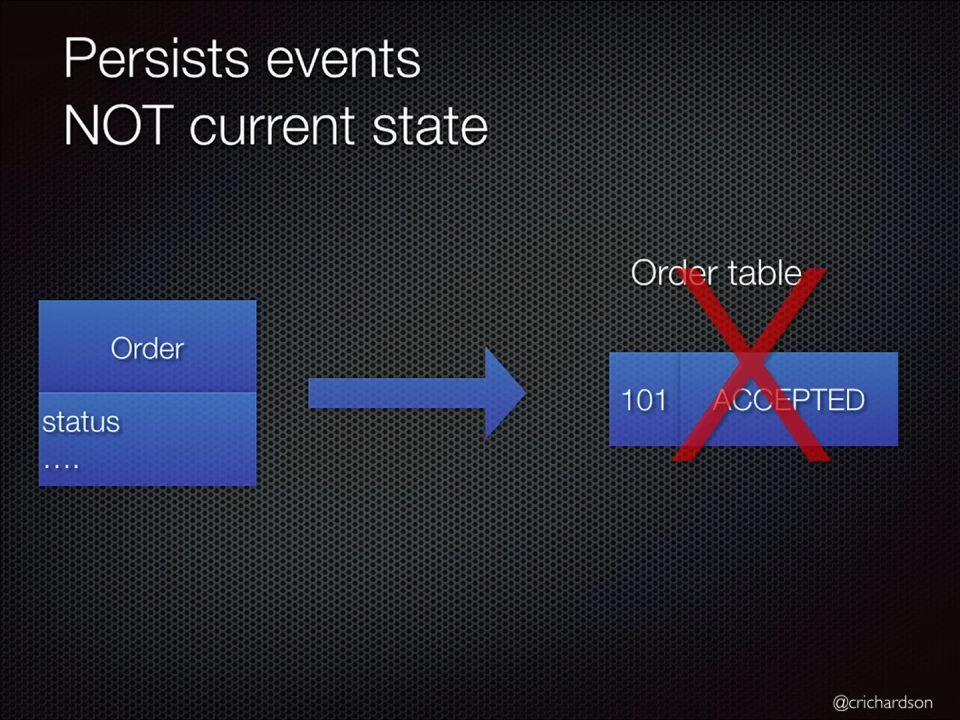 Persists events
NOT current state
Order table
Order
101 ACCEPTED
status
....
@crichardson